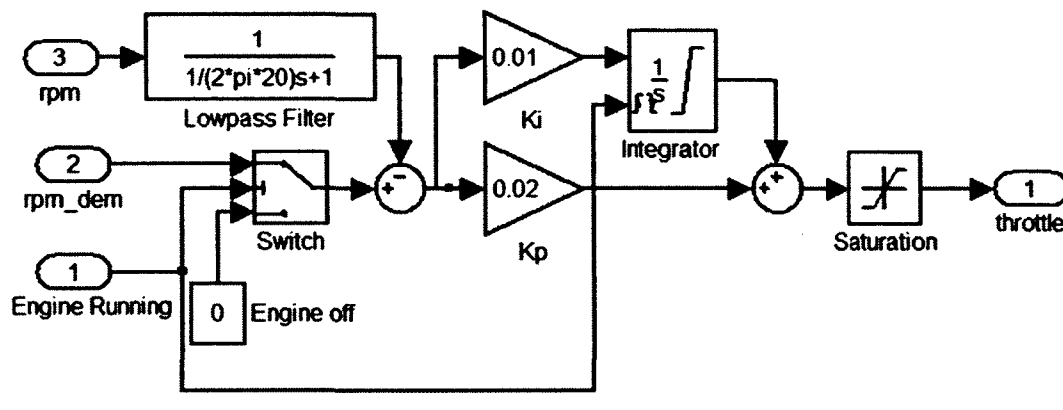 3
rpm
1
1/(2*pi*20)s+1
Lowpass Filter
0.01
Ki
1
s
Integrator
2
rpm_dem
Switch
+
−
0.02
Kp
+
+
Saturation
1
throttle
1
Engine Running
0
Engine off